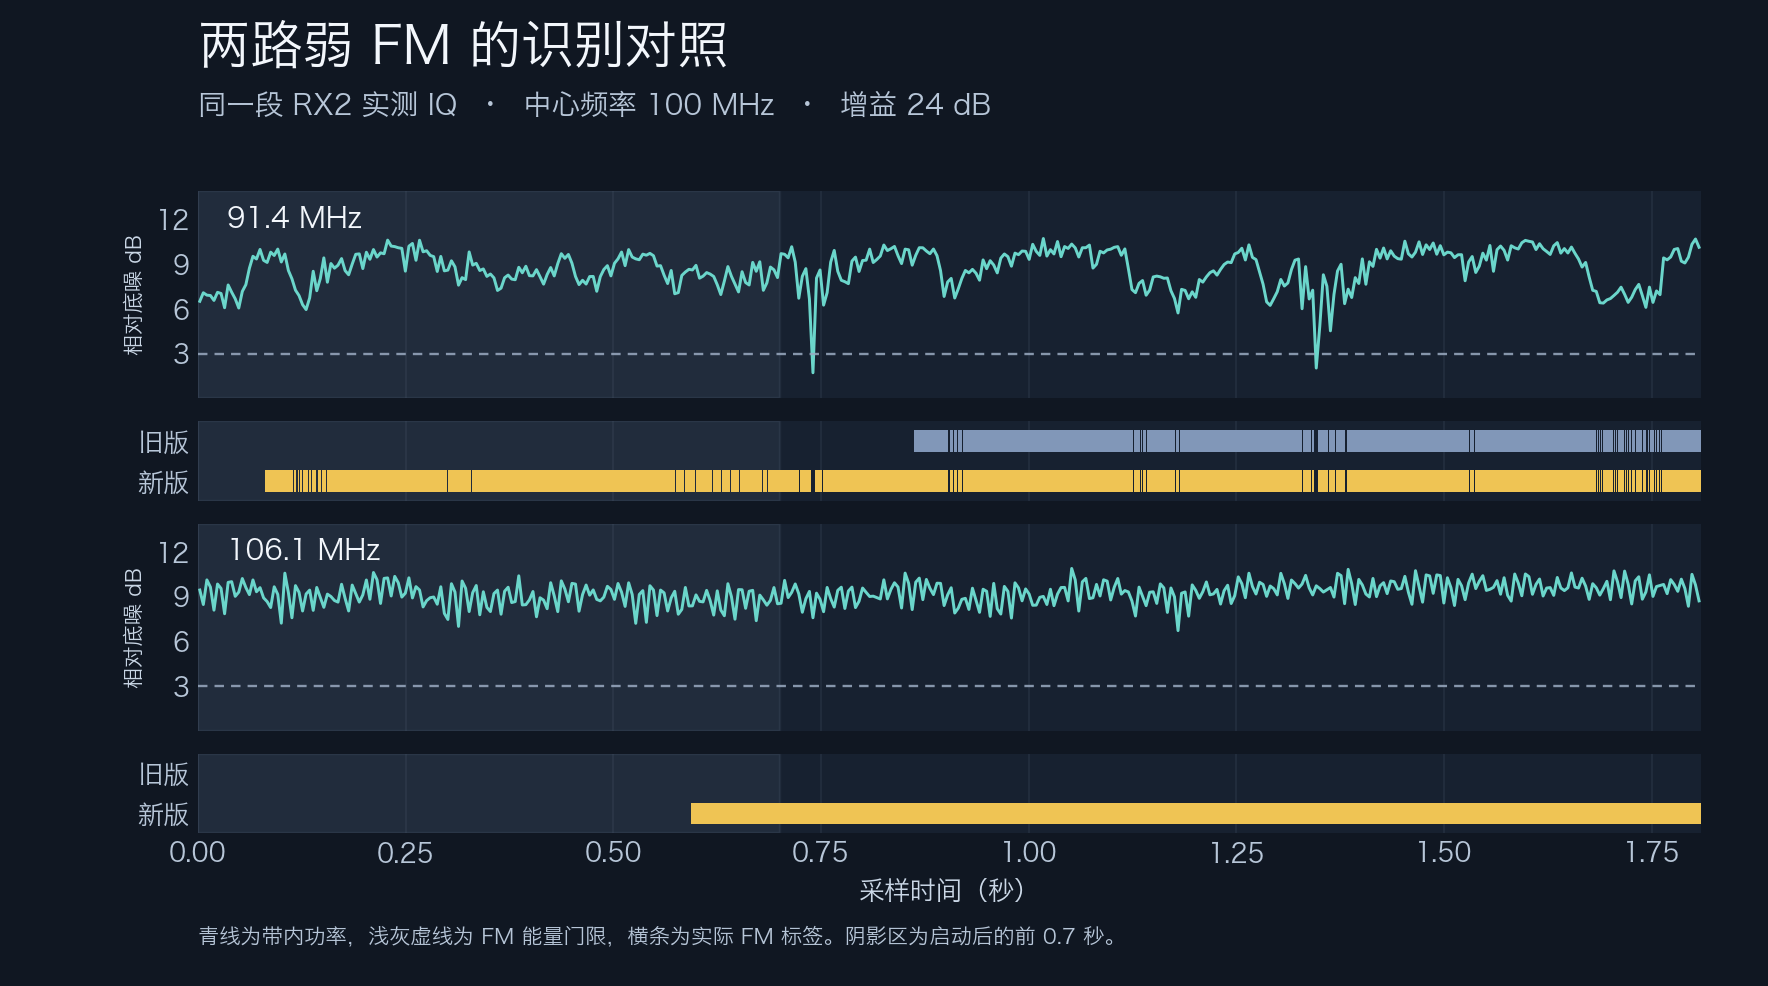 两路弱 FM 的识别对照
同一段 RX2 实测 IQ · 中心频率 100 MHz · 增益 24 dB
91.4 MHz
相对底噪 dB
12
9
6
3
旧版
新版
106.1 MHz
相对底噪 dB
12
9
6
3
旧版
新版
0.00 0.25 0.50 0.75 1.00 1.25 1.50 1.75
采样时间（秒）
青线为带内功率，浅灰虚线为 FM 能量门限，横条为实际 FM 标签。阴影区为启动后的前 0.7 秒。